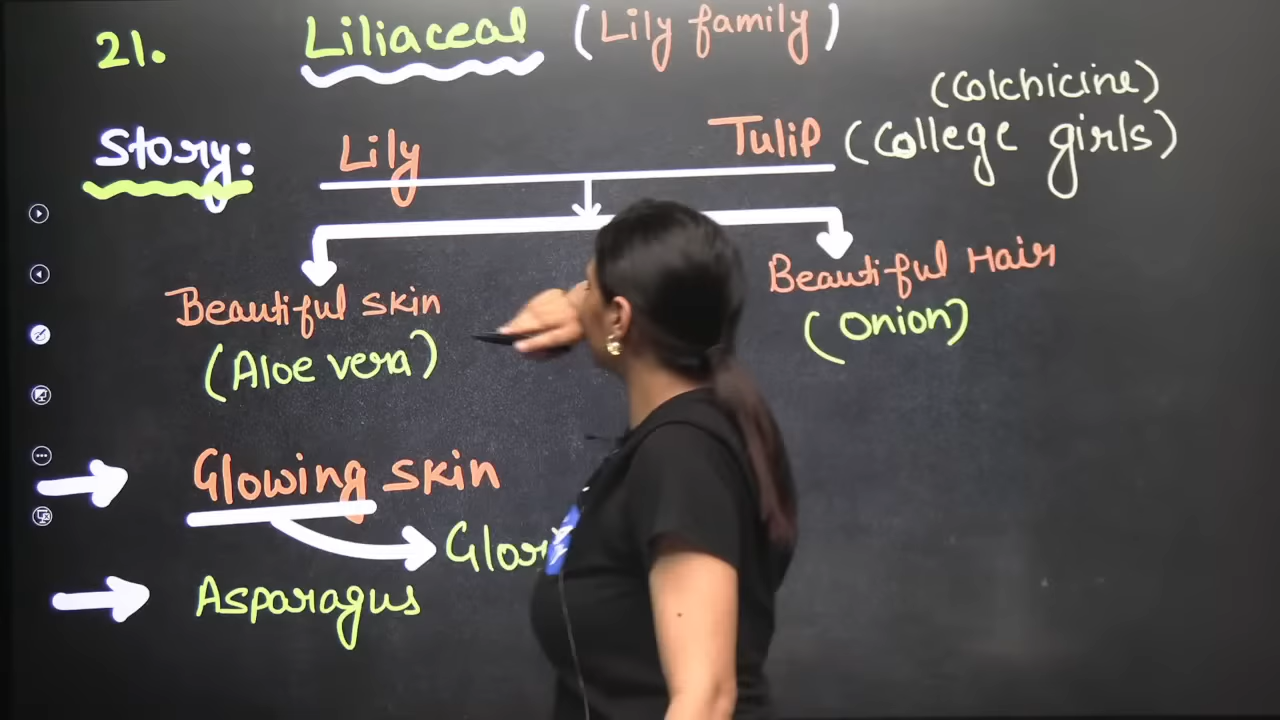 21. Liliaceae (Lily family)
(Colchicine)
Story: Lily Tulip (College girls)
Beautiful skin Beautiful Hair
(Aloe vera) (Onion)
Glowing skin
Asparagus